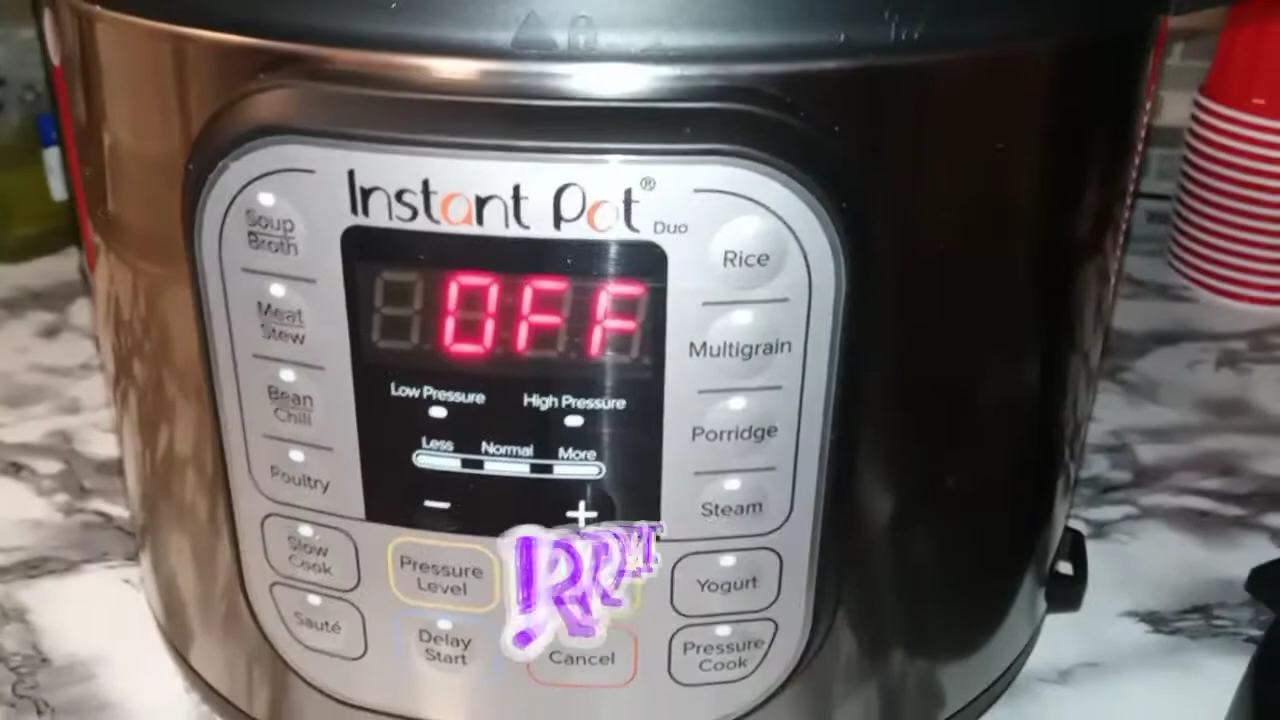 Instant Pot®
Duo
OFF
Low Pressure
High Pressure
Less
Normal
More
−
+
Soup
Broth
Meat
Stew
Bean
Chili
Poultry
Slow
Cook
Sauté
Pressure
Level
Delay
Start
Cancel
Rice
Multigrain
Porridge
Steam
Yogurt
Pressure
Cook